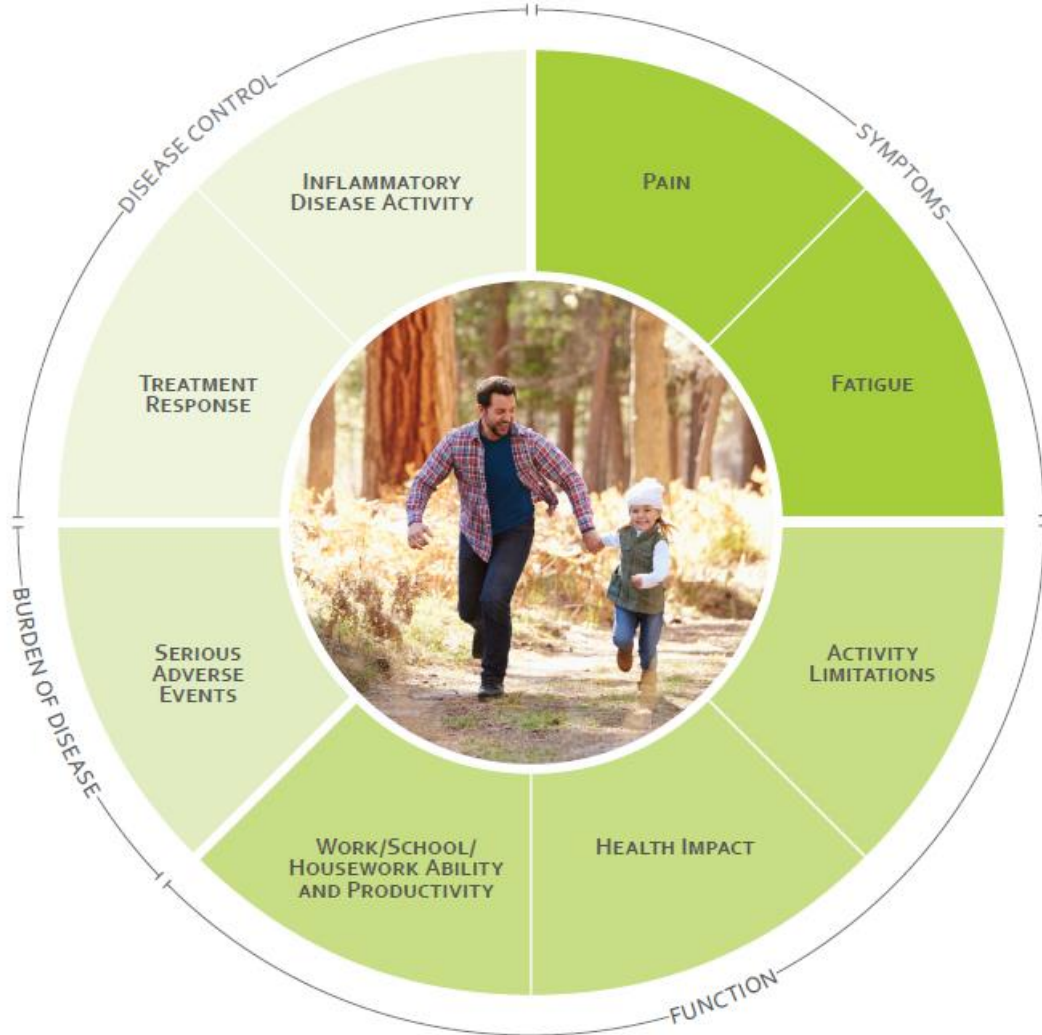 DISEASE CONTROL
SYMPTOMS
INFLAMMATORY
DISEASE ACTIVITY
PAIN
TREATMENT
RESPONSE
FATIGUE
SERIOUS
ADVERSE
EVENTS
ACTIVITY
LIMITATIONS
WORK/SCHOOL/
HOUSEWORK ABILITY
AND PRODUCTIVITY
HEALTH IMPACT
BURDEN OF DISEASE
FUNCTION